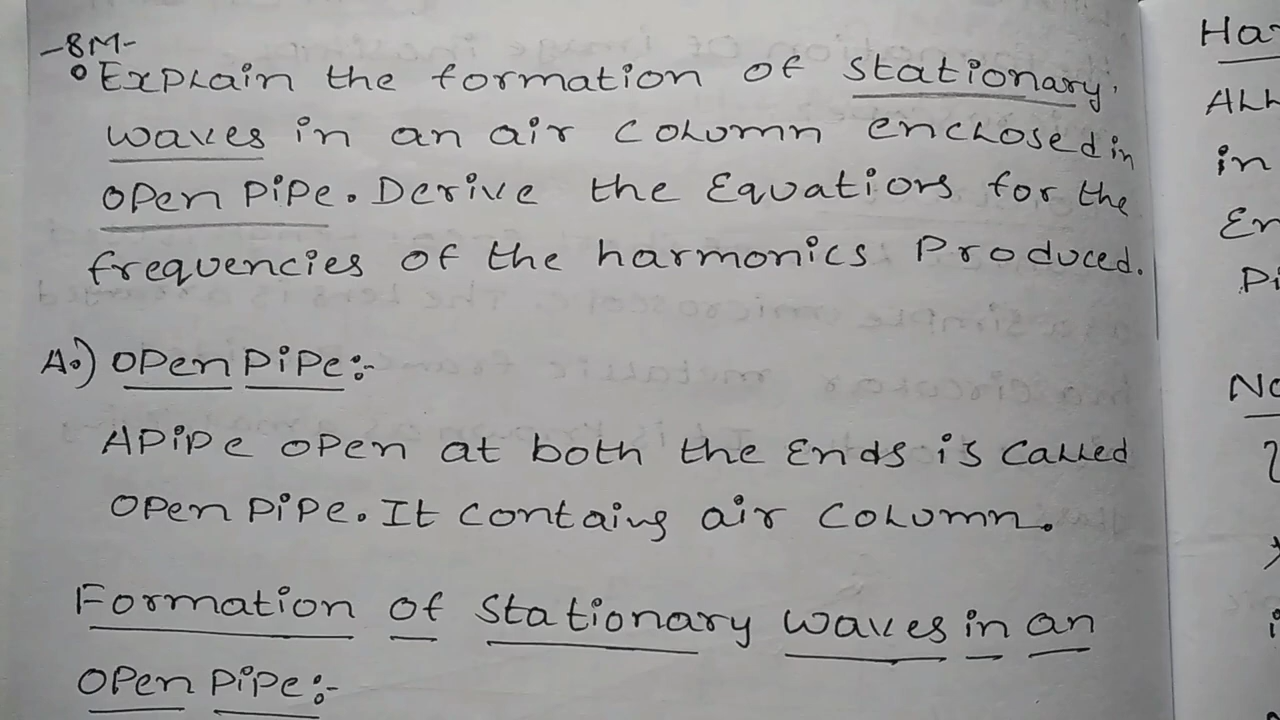 -8M-
Explain the formation of stationary
waves in an air column enclosed in
open pipe. Derive the Equations for the
frequencies of the harmonics Produced.
A.) open pipe:-
A pipe open at both the Ends is called
open pipe. It contains air column.
Formation of stationary waves in an
open pipe:-
in